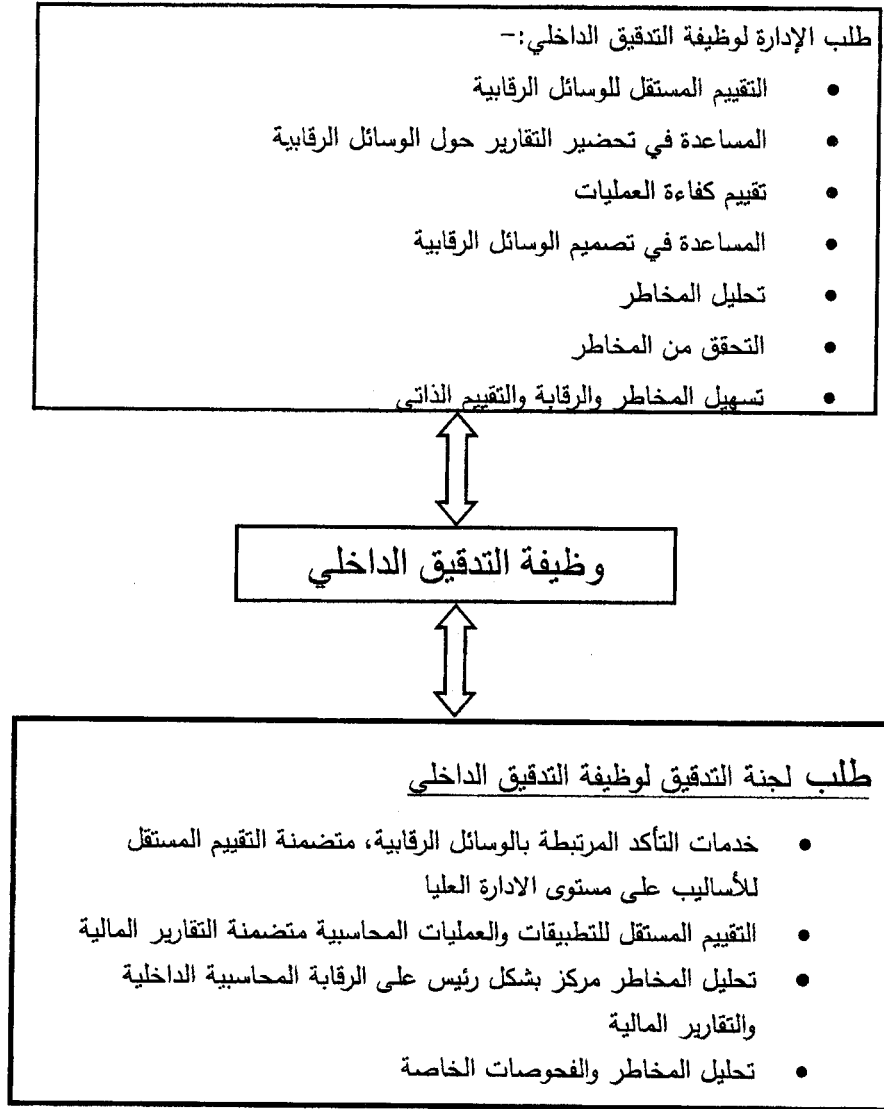 طلب الإدارة لوظيفة التدقيق الداخلي:-
• التقييم المستقل للوسائل الرقابية
• المساعدة في تحضير التقارير حول الوسائل الرقابية
• تقييم كفاءة العمليات
• المساعدة في تصميم الوسائل الرقابية
• تحليل المخاطر
• التحقق من المخاطر
• تسهيل المخاطر والرقابة والتقييم الذاتي
وظيفة التدقيق الداخلي
طلب لجنة التدقيق لوظيفة التدقيق الداخلي
• خدمات التأكد المرتبطة بالوسائل الرقابية، متضمنة التقييم المستقل
للأساليب على مستوى الادارة العليا
• التقييم المستقل للتطبيقات والعمليات المحاسبية متضمنة التقارير المالية
• تحليل المخاطر مركز بشكل رئيس على الرقابة المحاسبية الداخلية
والتقارير المالية
• تحليل المخاطر والفحوصات الخاصة